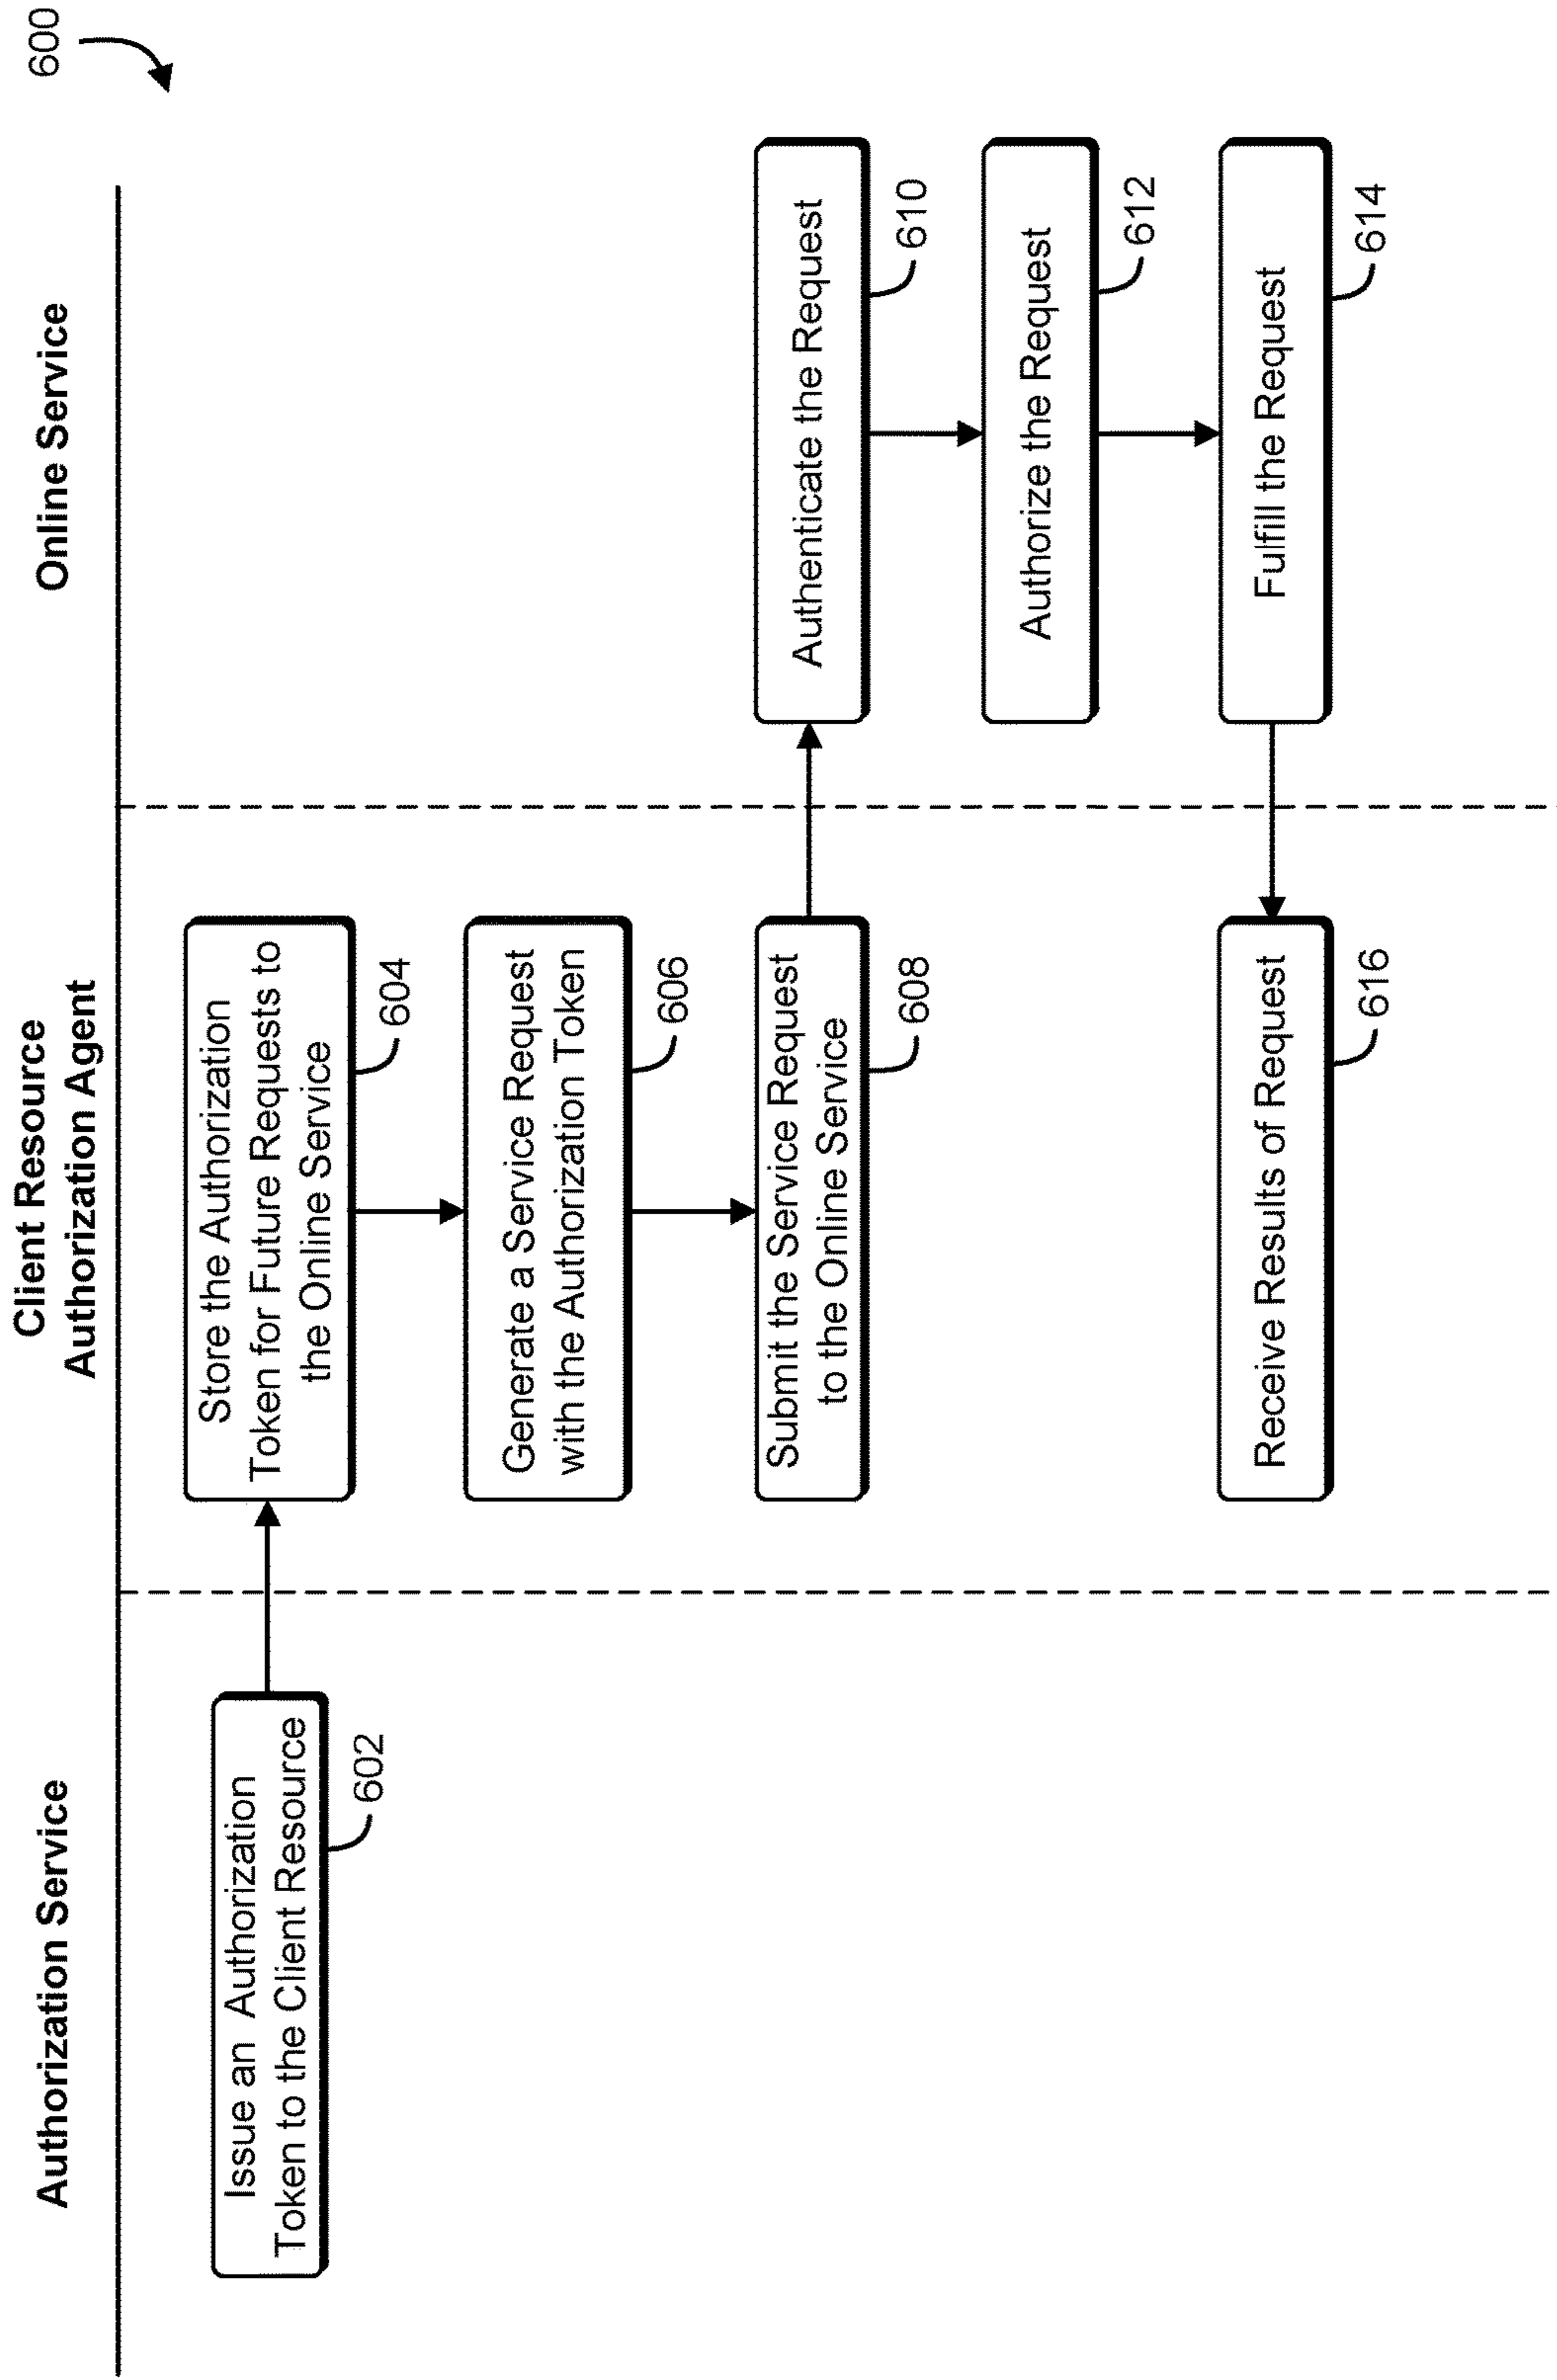 600
Authorization Service
Client Resource
Authorization Agent
Online Service
Issue an Authorization
Token to the Client Resource
602
Store the Authorization
Token for Future Requests to
the Online Service
604
Generate a Service Request
with the Authorization Token
606
Submit the Service Request
to the Online Service
608
Authenticate the Request
610
Authorize the Request
612
Fulfill the Request
614
Receive Results of Request
616